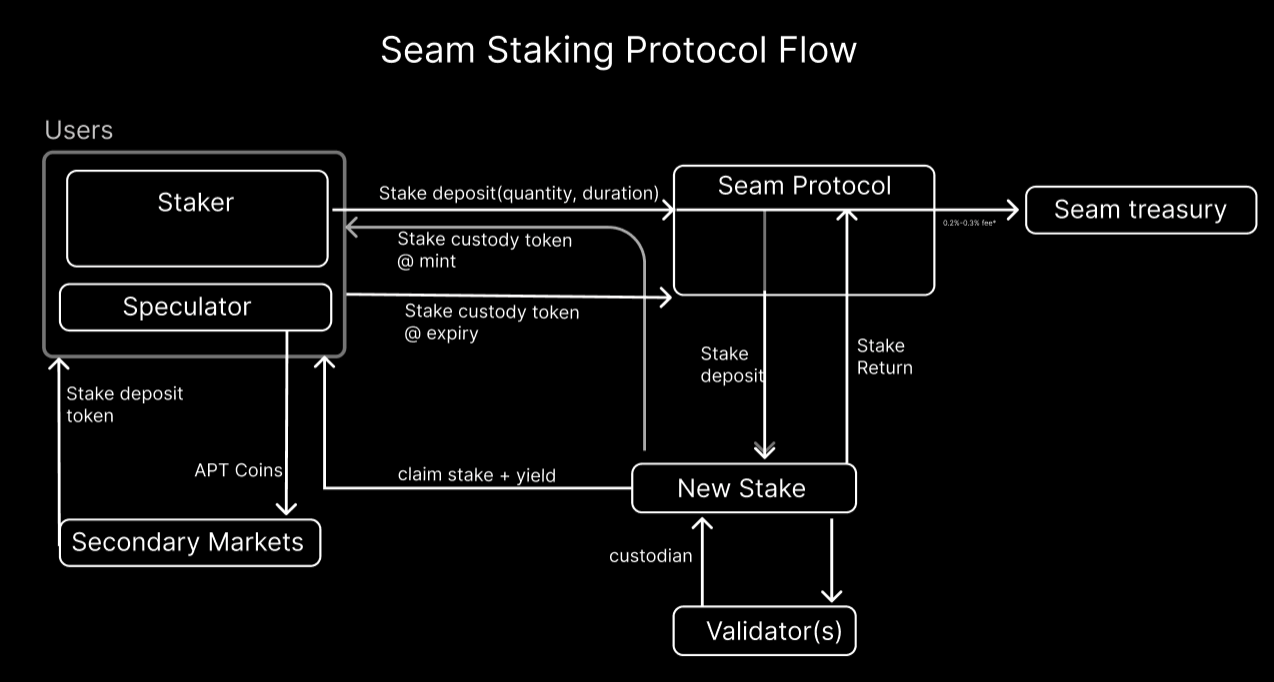 Seam Staking Protocol Flow
Users
Staker
Stake deposit(quantity, duration)
Seam Protocol
Seam treasury
0.2%-0.3% fee*
Stake custody token
@ mint
Speculator
Stake custody token
@ expiry
Stake
deposit
Stake
Return
Stake deposit
token
APT Coins
claim stake + yield
New Stake
Secondary Markets
custodian
Validator(s)